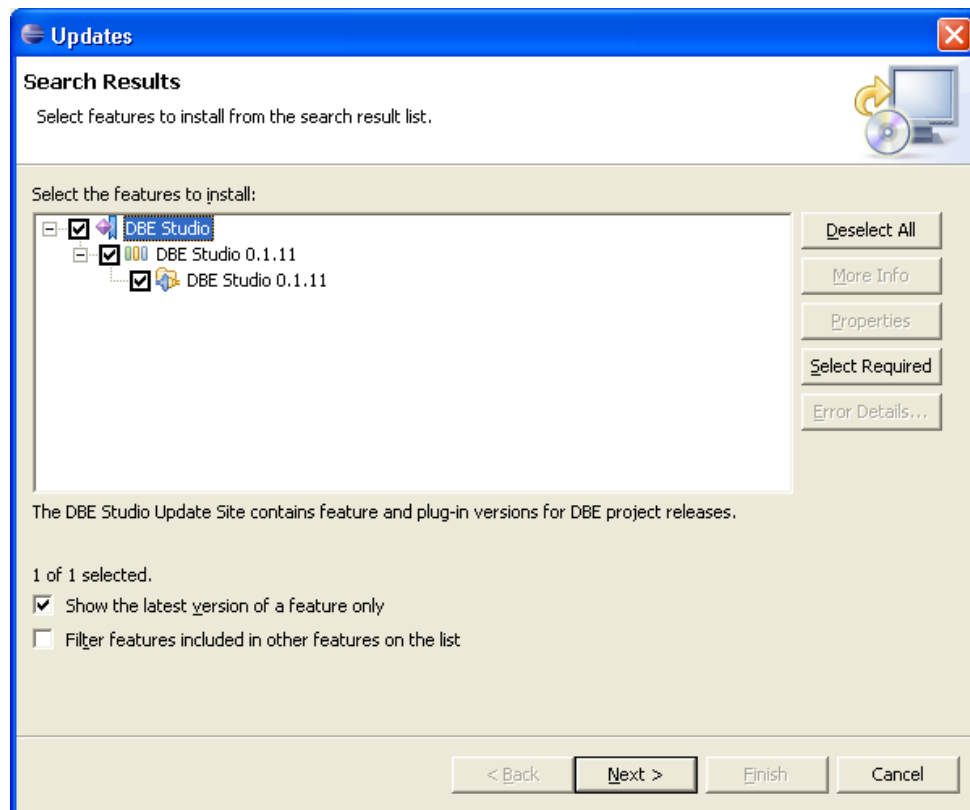 Updates
Search Results
Select features to install from the search result list.
Select the features to install:
DBE Studio
DBE Studio 0.1.11
DBE Studio 0.1.11
Deselect All
More Info
Properties
Select Required
Error Details...
The DBE Studio Update Site contains feature and plug-in versions for DBE project releases.
1 of 1 selected.
Show the latest version of a feature only
Filter features included in other features on the list
< Back
Next >
Finish
Cancel